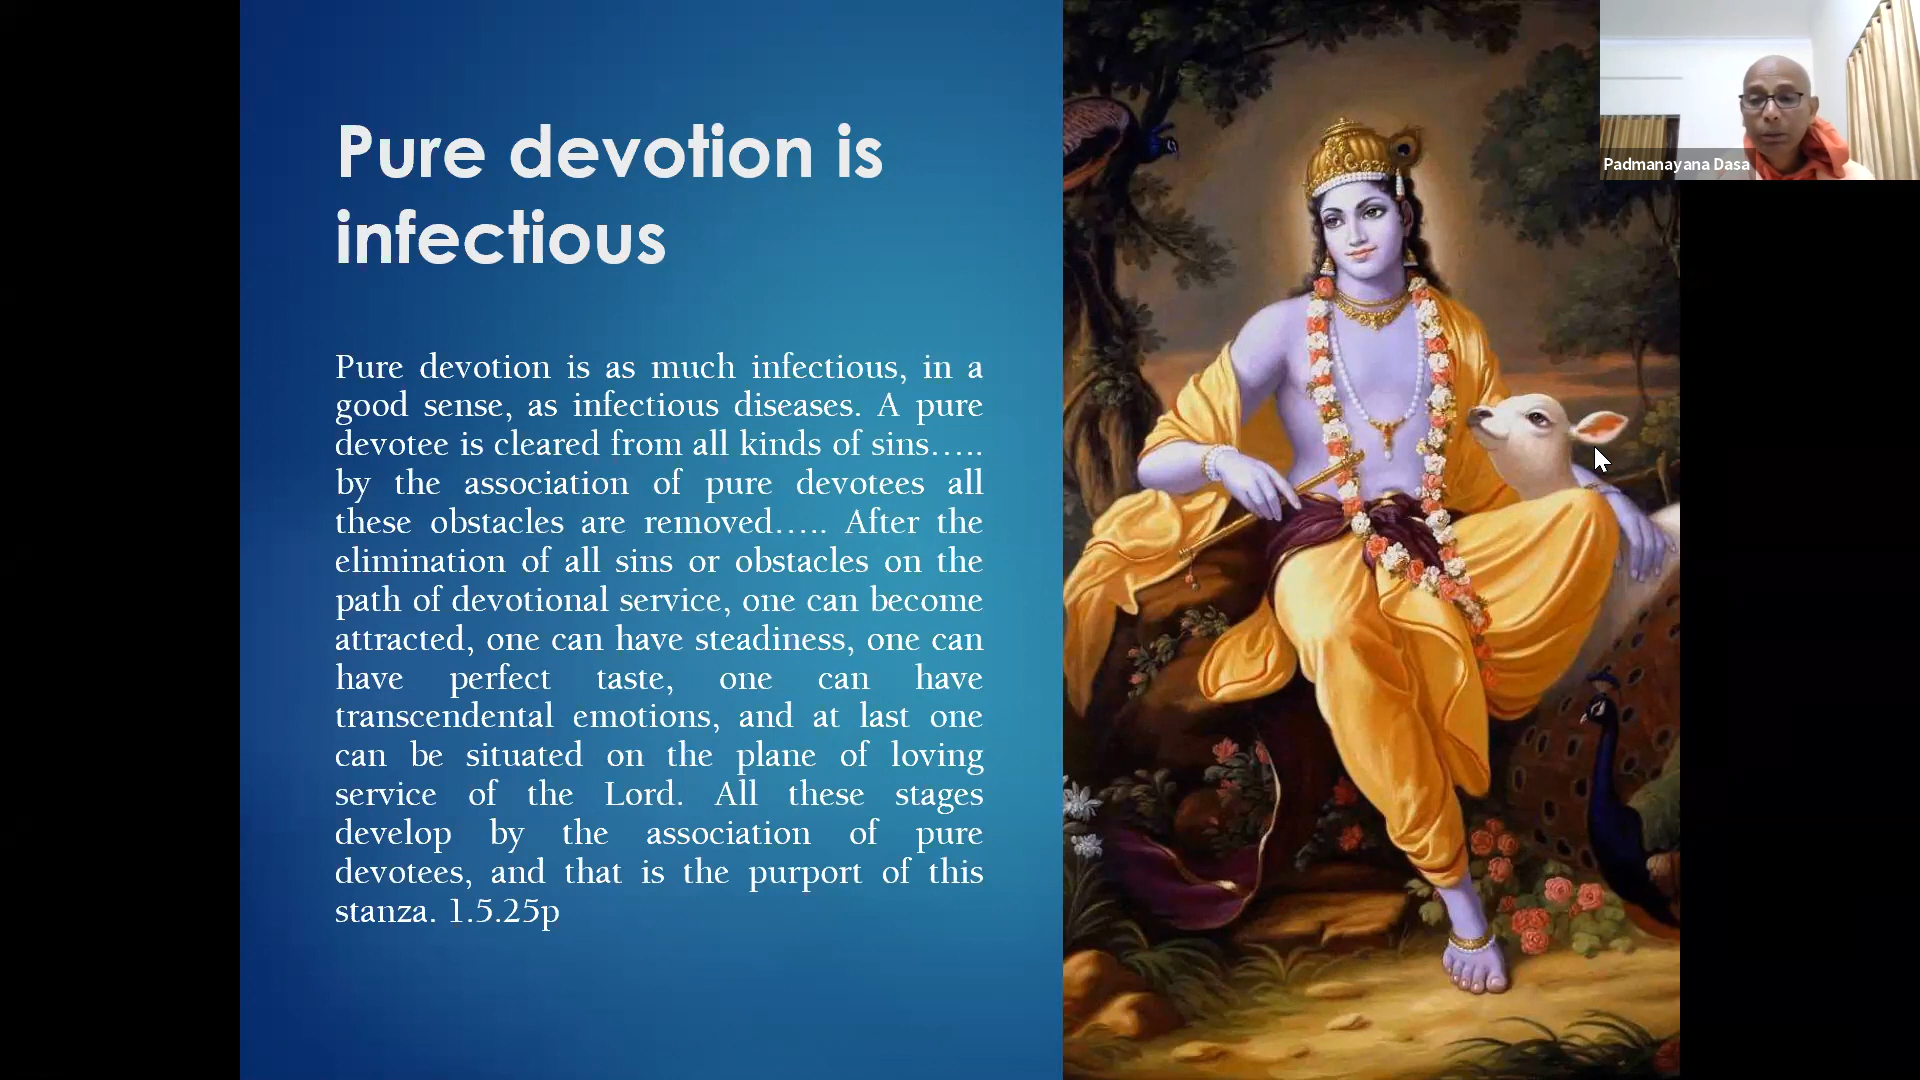 Pure devotion is
infectious
Pure devotion is as much infectious, in a
good sense, as infectious diseases. A pure
devotee is cleared from all kinds of sins.….
by the association of pure devotees all
these obstacles are removed.…. After the
elimination of all sins or obstacles on the
path of devotional service, one can become
attracted, one can have steadiness, one can
have perfect taste, one can have
transcendental emotions, and at last one
can be situated on the plane of loving
service of the Lord. All these stages
develop by the association of pure
devotees, and that is the purport of this
stanza. 1.5.25p
Padmanayana Dasa